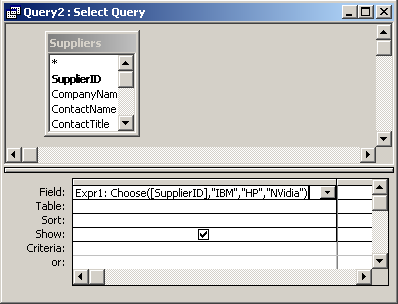 Query2 : Select Query
Suppliers
*
SupplierID
CompanyNam
ContactName
ContactTitle
Field: Expr1: Choose([SupplierID],"IBM","HP","NVidia")
Table:
Sort:
Show:
Criteria:
or: